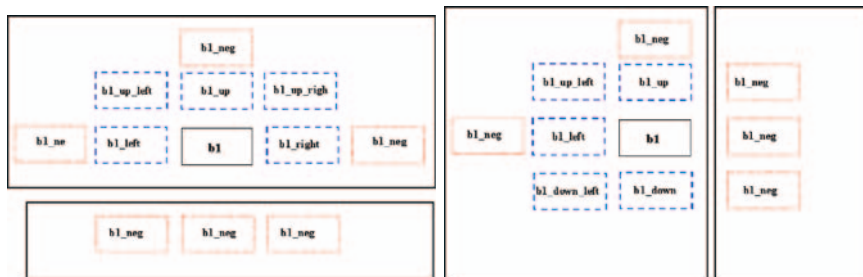 b1_neg
b1_up_left b1_up b1_up_righ
b1_ne b1_left b1 b1_right b1_neg
b1_neg b1_neg b1_neg
b1_neg
b1_up_left b1_up
b1_neg b1_left b1
b1_down_left b1_down
b1_neg
b1_neg
b1_neg